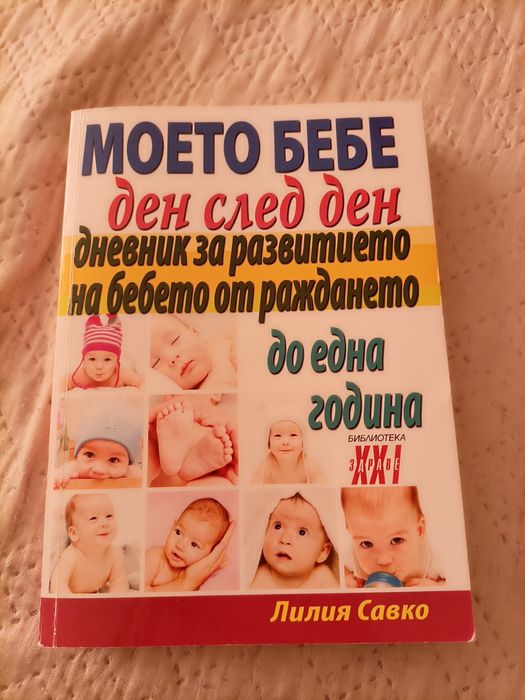 МОЕТО БЕБЕ
ден след ден
дневник за развитието
на бебето от раждането
до една
година
БИБЛИОТЕКА
ЗДРАВЕ
XXI
Лилия Савко